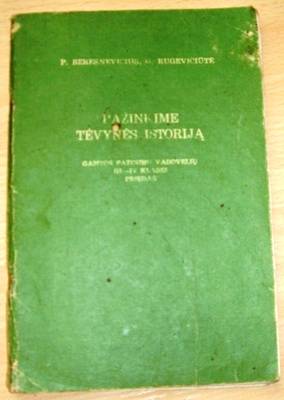 P. BERESNEVIČIUS, O. RUGEVIČIŪTĖ
PAŽINKIME
TĖVYNĖS ISTORIJĄ
GAMTOS PAŽINIMO VADOVĖLIŲ
III—IV KLASEI
PRIEDAS